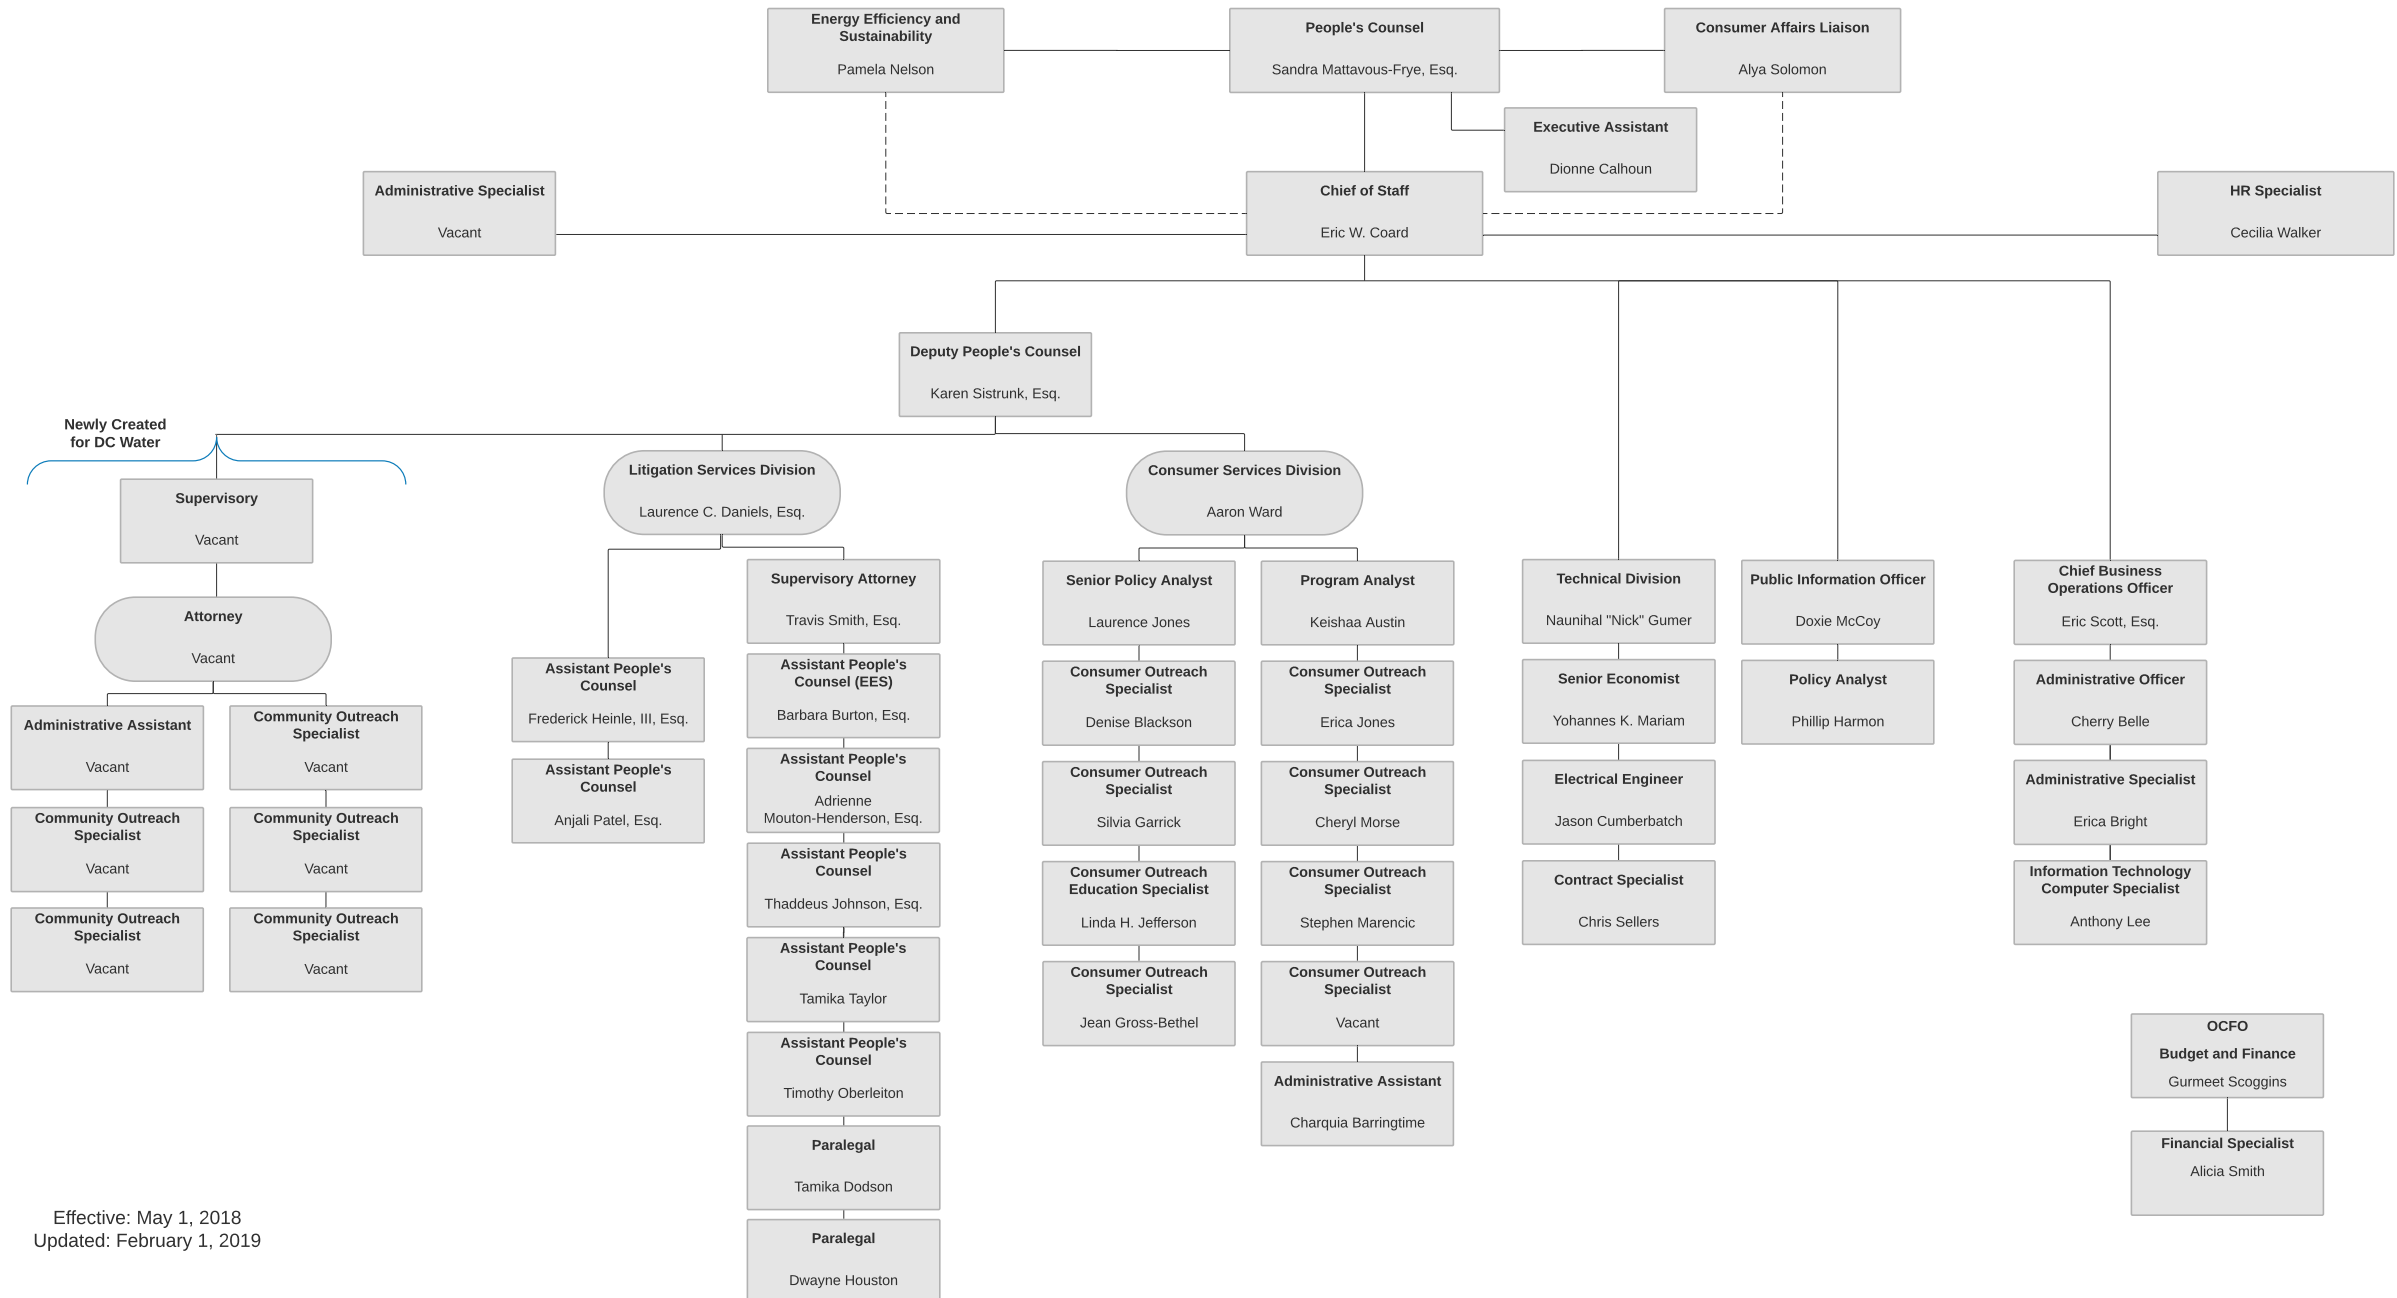 Energy Efficiency and
Sustainability
Pamela Nelson
People's Counsel
Sandra Mattavous-Frye, Esq.
Consumer Affairs Liaison
Alya Solomon
Executive Assistant
Dionne Calhoun
Administrative Specialist
Vacant
Chief of Staff
Eric W. Coard
HR Specialist
Cecilia Walker
Deputy People's Counsel
Karen Sistrunk, Esq.
Newly Created
for DC Water
Supervisory
Vacant
Attorney
Vacant
Administrative Assistant
Vacant
Community Outreach
Specialist
Vacant
Community Outreach
Specialist
Vacant
Community Outreach
Specialist
Vacant
Community Outreach
Specialist
Vacant
Community Outreach
Specialist
Vacant
Litigation Services Division
Laurence C. Daniels, Esq.
Assistant People's
Counsel
Frederick Heinle, III, Esq.
Assistant People's
Counsel
Anjali Patel, Esq.
Supervisory Attorney
Travis Smith, Esq.
Assistant People's
Counsel (EES)
Barbara Burton, Esq.
Assistant People's
Counsel
Adrienne
Mouton-Henderson, Esq.
Assistant People's
Counsel
Thaddeus Johnson, Esq.
Assistant People's
Counsel
Tamika Taylor
Assistant People's
Counsel
Timothy Oberleiton
Paralegal
Tamika Dodson
Paralegal
Dwayne Houston
Consumer Services Division
Aaron Ward
Senior Policy Analyst
Laurence Jones
Consumer Outreach
Specialist
Denise Blackson
Consumer Outreach
Specialist
Silvia Garrick
Consumer Outreach
Education Specialist
Linda H. Jefferson
Consumer Outreach
Specialist
Jean Gross-Bethel
Program Analyst
Keishaa Austin
Consumer Outreach
Specialist
Erica Jones
Consumer Outreach
Specialist
Cheryl Morse
Consumer Outreach
Specialist
Stephen Marencic
Consumer Outreach
Specialist
Vacant
Administrative Assistant
Charquia Barringtime
Technical Division
Naunihal "Nick" Gumer
Senior Economist
Yohannes K. Mariam
Electrical Engineer
Jason Cumberbatch
Contract Specialist
Chris Sellers
Public Information Officer
Doxie McCoy
Policy Analyst
Phillip Harmon
Chief Business
Operations Officer
Eric Scott, Esq.
Administrative Officer
Cherry Belle
Administrative Specialist
Erica Bright
Information Technology
Computer Specialist
Anthony Lee
OCFO
Budget and Finance
Gurmeet Scoggins
Financial Specialist
Alicia Smith
Effective: May 1, 2018
Updated: February 1, 2019